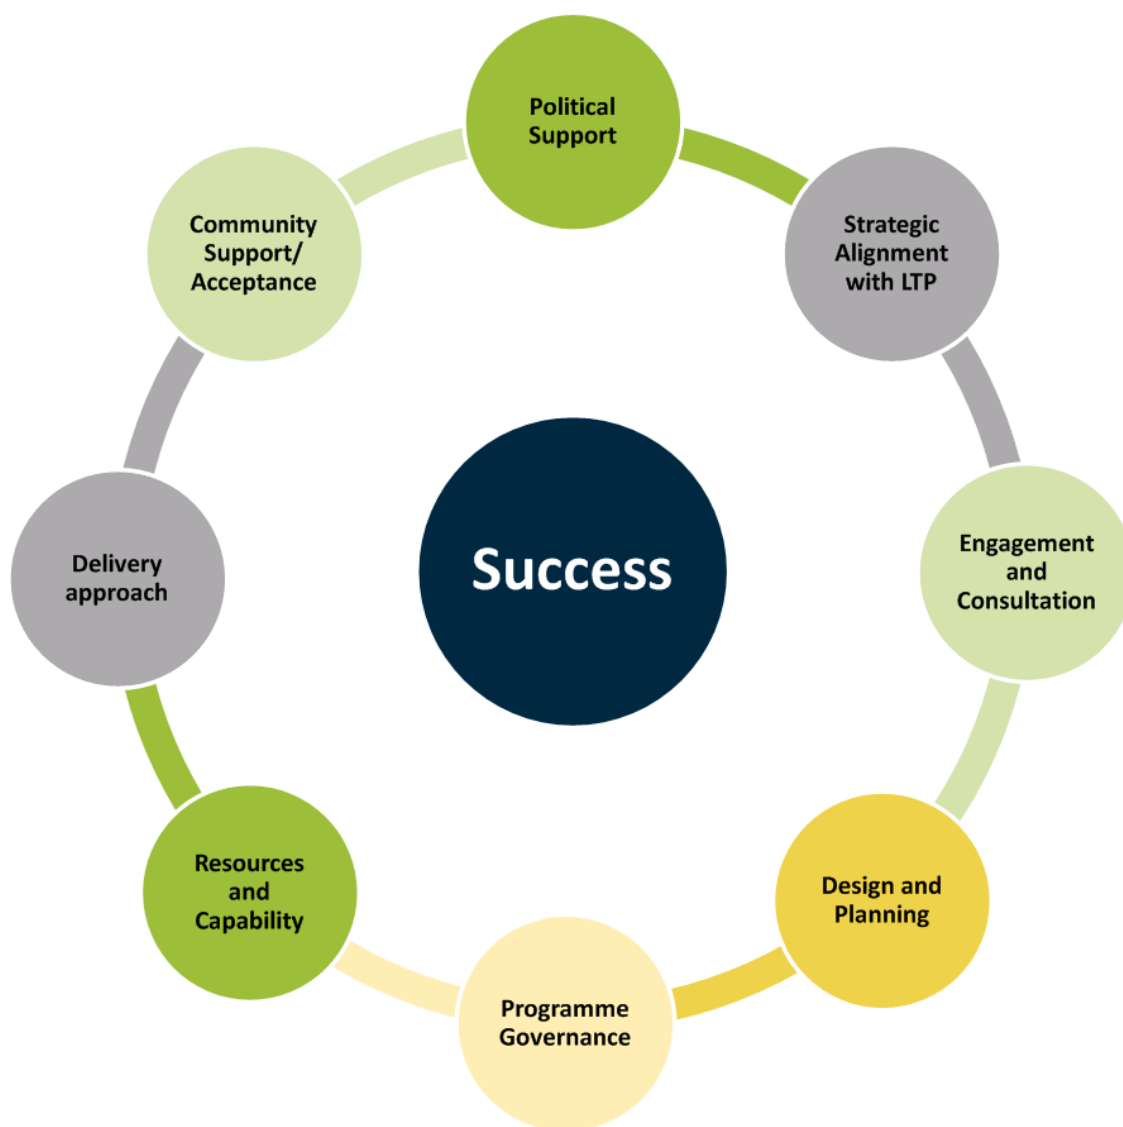 Political
Support
Strategic
Alignment
with LTP
Engagement
and
Consultation
Design and
Planning
Programme
Governance
Resources
and
Capability
Delivery
approach
Community
Support/
Acceptance
Success